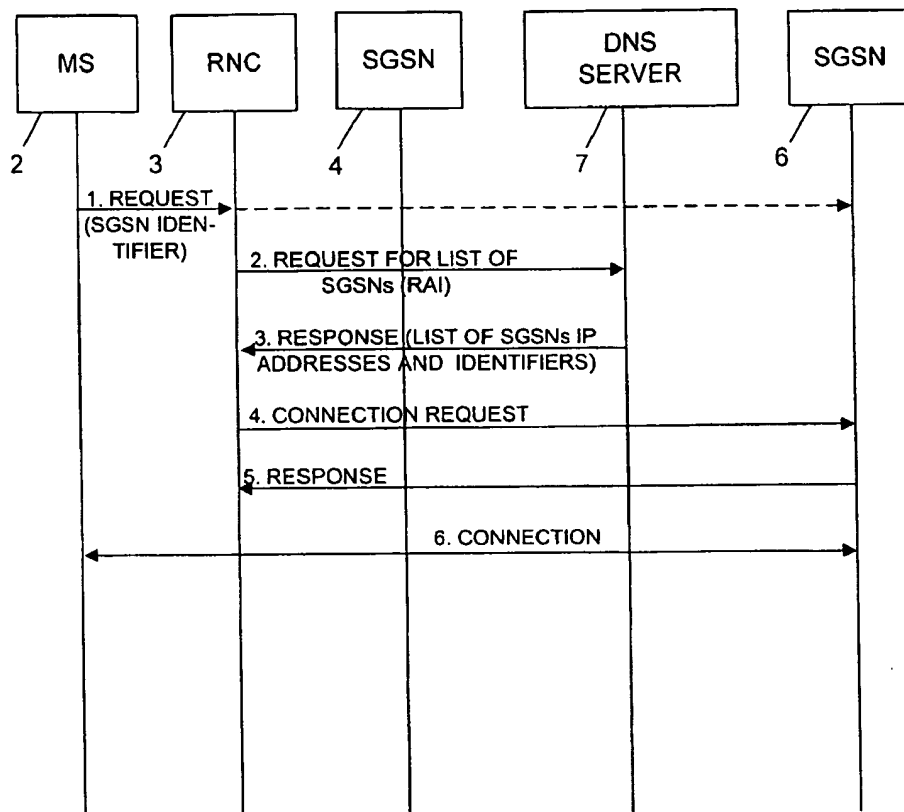 MS
RNC
SGSN
DNS
SERVER
SGSN
2
3
4
7
6
1. REQUEST
(SGSN IDEN-
TIFIER)
2. REQUEST FOR LIST OF
SGSNs (RAI)
3. RESPONSE (LIST OF SGSNs IP
ADDRESSES AND IDENTIFIERS)
4. CONNECTION REQUEST
5. RESPONSE
6. CONNECTION